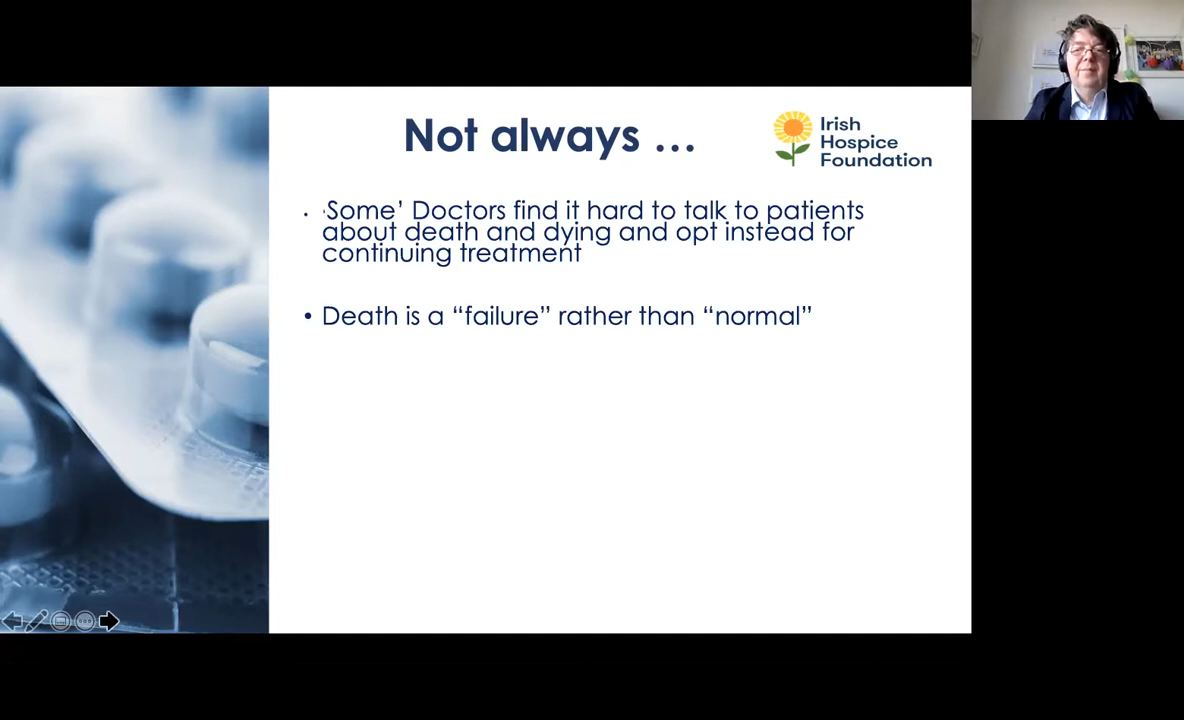 Not always …
Irish
Hospice
Foundation
• ‘Some’ Doctors find it hard to talk to patients
about death and dying and opt instead for
continuing treatment
• Death is a “failure” rather than “normal”